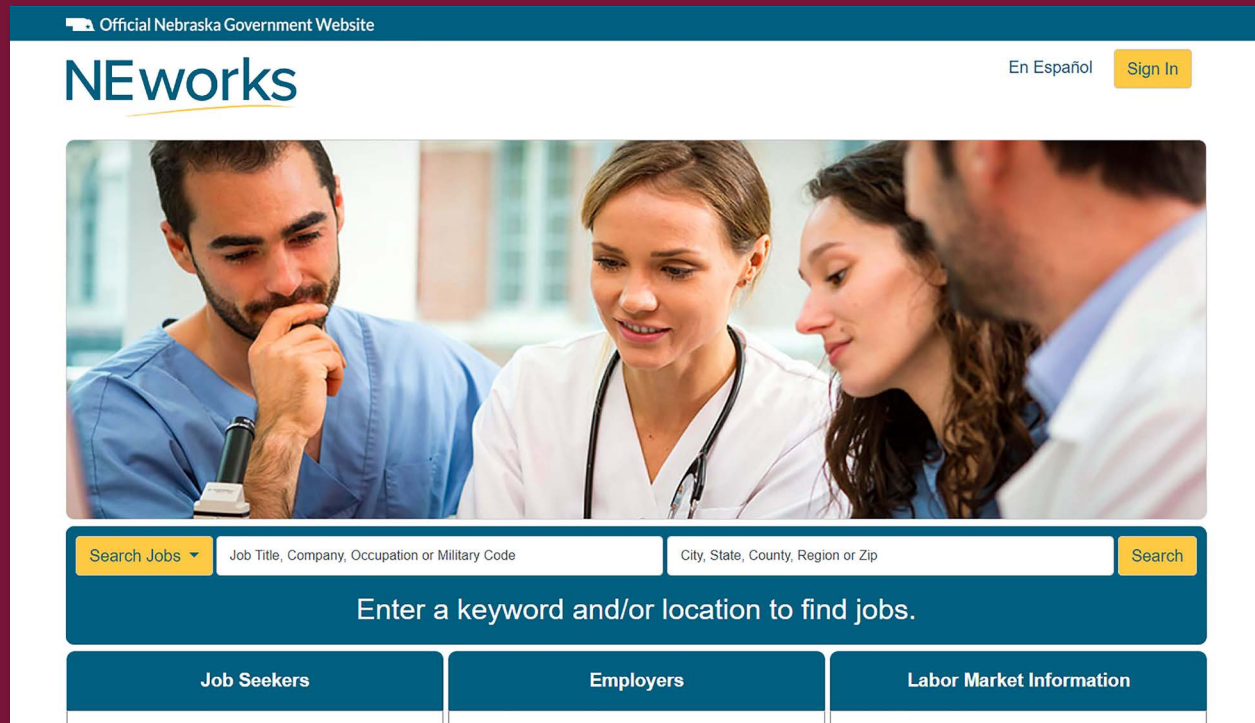 Official Nebraska Government Website
NEworks
En Español
Sign In
Search Jobs
Job Title, Company, Occupation or Military Code
City, State, County, Region or Zip
Search
Enter a keyword and/or location to find jobs.
Job Seekers
Employers
Labor Market Information